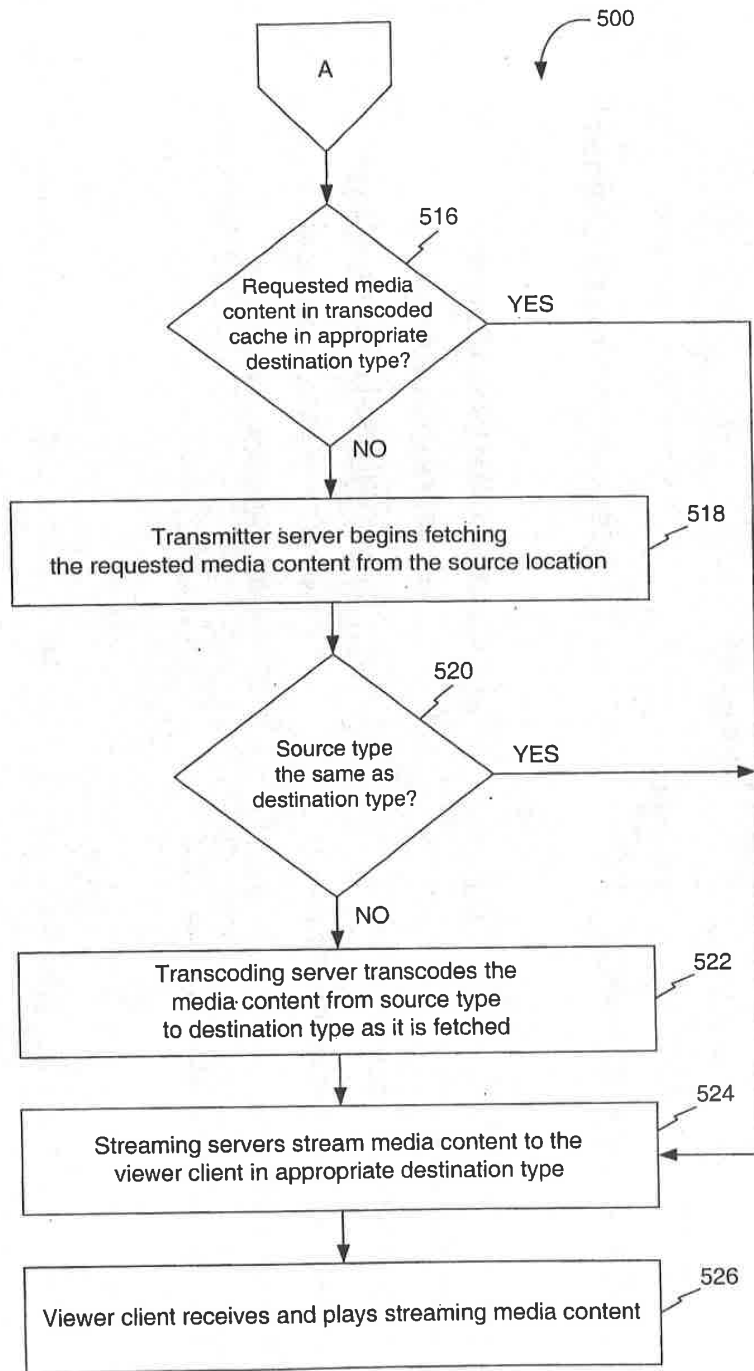 500
A
516
Requested media
content in transcoded
cache in appropriate
destination type?
YES
NO
518
Transmitter server begins fetching
the requested media content from the source location
520
Source type
the same as
destination type?
YES
NO
522
Transcoding server transcodes the
media content from source type
to destination type as it is fetched
524
Streaming servers stream media content to the
viewer client in appropriate destination type
526
Viewer client receives and plays streaming media content